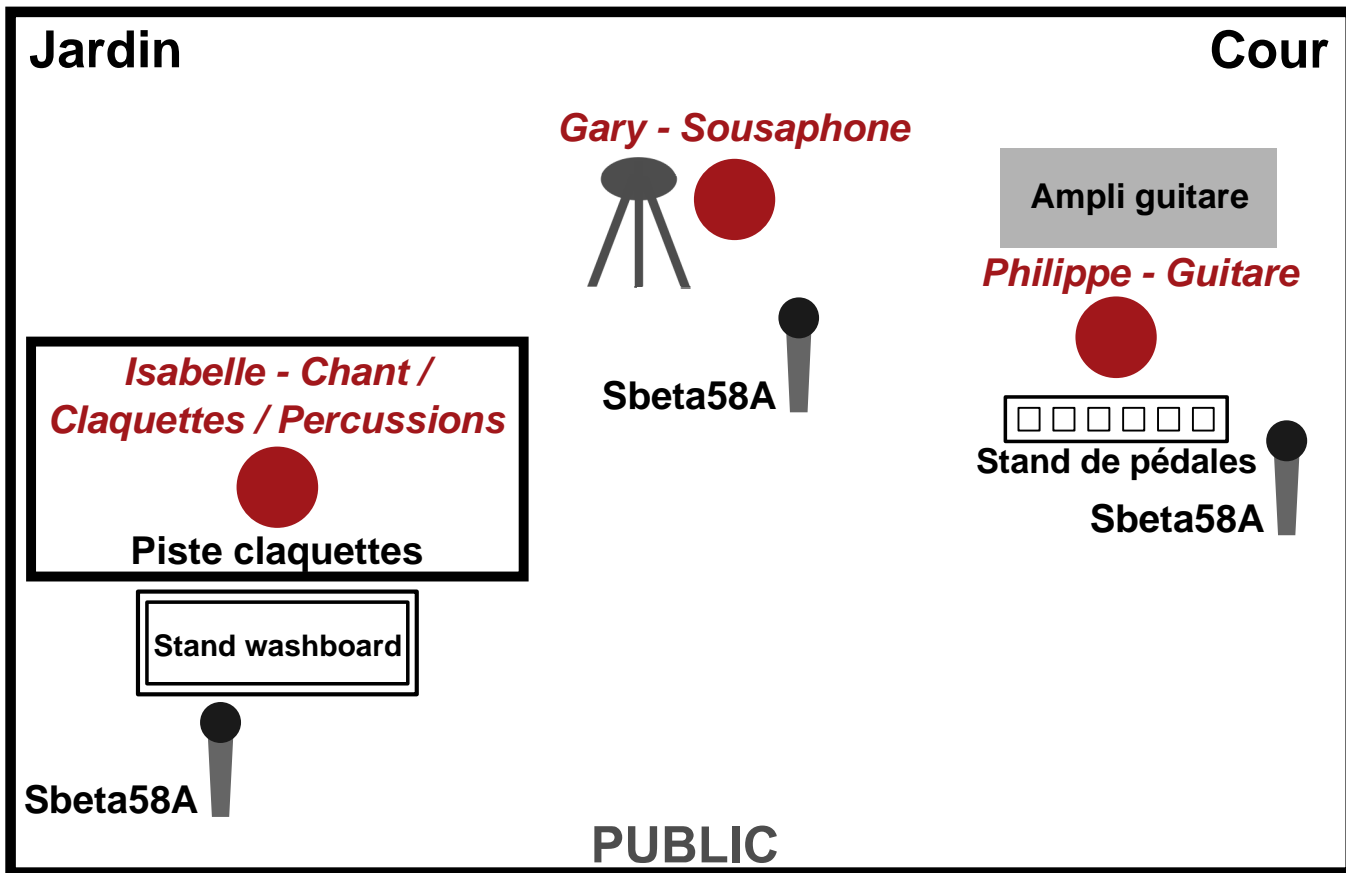 Jardin
Cour
Gary - Sousaphone
Ampli guitare
Philippe - Guitare
Sbeta58A
Isabelle - Chant /
Claquettes / Percussions
Piste claquettes
Stand de pédales
Sbeta58A
Stand washboard
Sbeta58A
PUBLIC